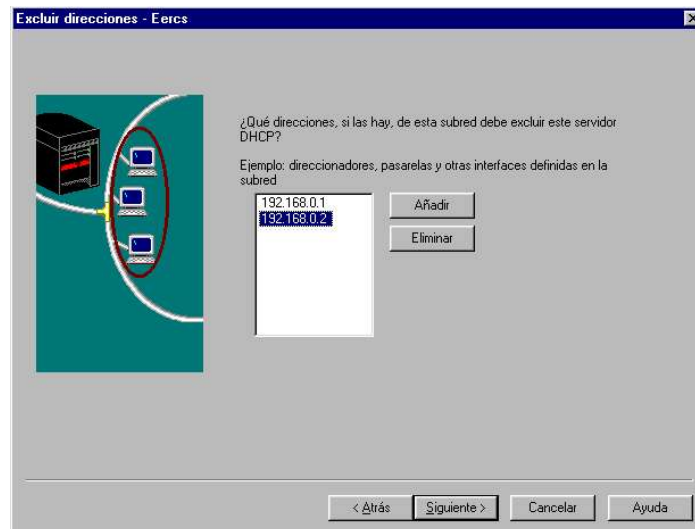 Excluir direcciones - Eercs
¿Qué direcciones, si las hay, de esta subred debe excluir este servidor
DHCP?
Ejemplo: direccionadores, pasarelas y otras interfaces definidas en la
subred
192.168.0.1
192.168.0.2
Añadir
Eliminar
< Atrás
Siguiente >
Cancelar
Ayuda